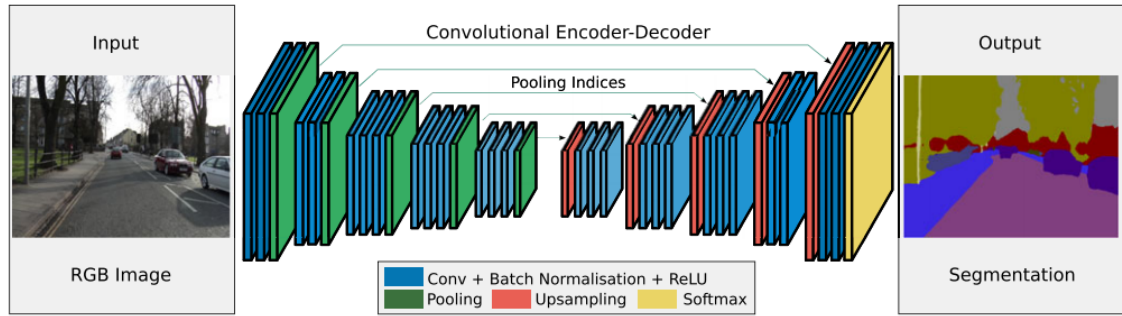 Input
RGB Image
Convolutional Encoder-Decoder
Pooling Indices
Conv + Batch Normalisation + ReLU
Pooling Upsampling Softmax
Output
Segmentation